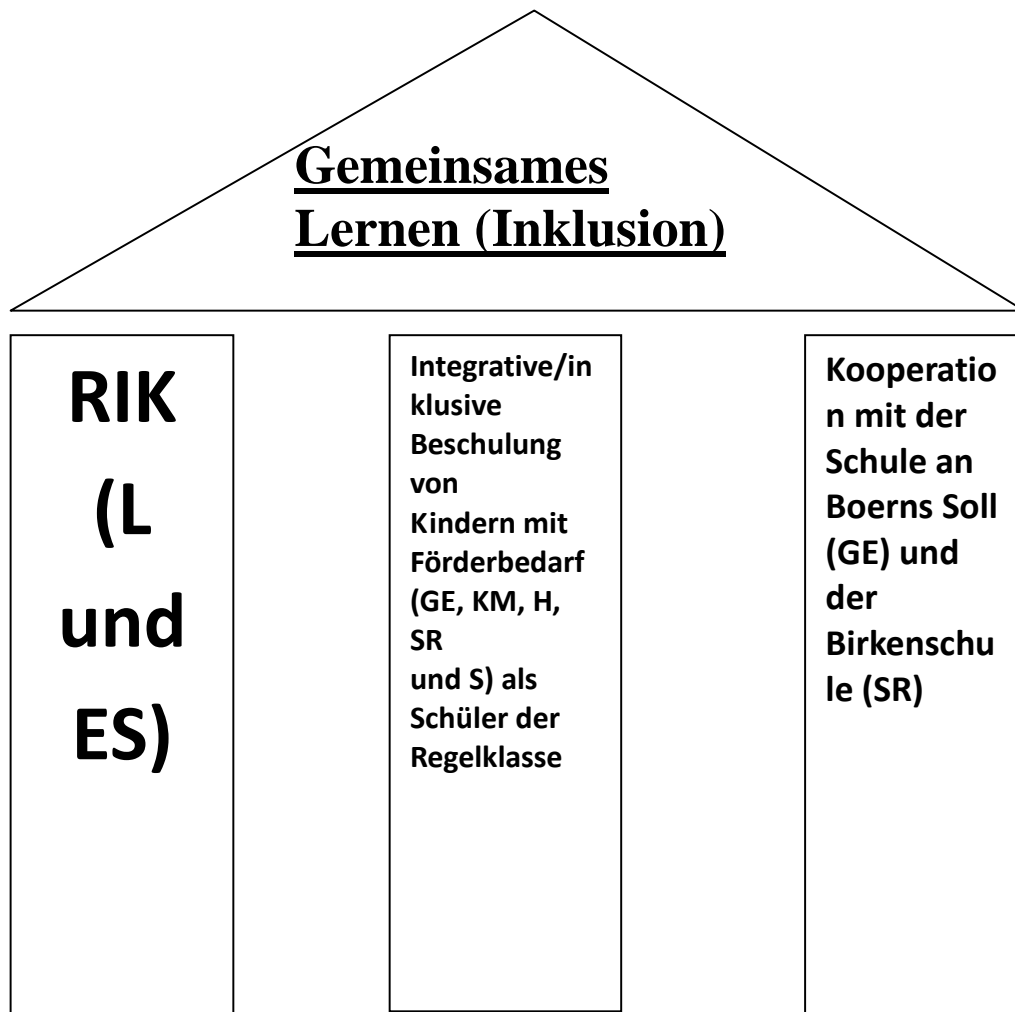 Gemeinsames
Lernen (Inklusion)
RIK
(L
und
ES)
Integrative/in
klusive
Beschulung
von
Kindern mit
Förderbedarf
(GE, KM, H,
SR
und S) als
Schüler der
Regelklasse
Kooperatio
n mit der
Schule an
Boerns Soll
(GE) und
der
Birkenschu
le (SR)